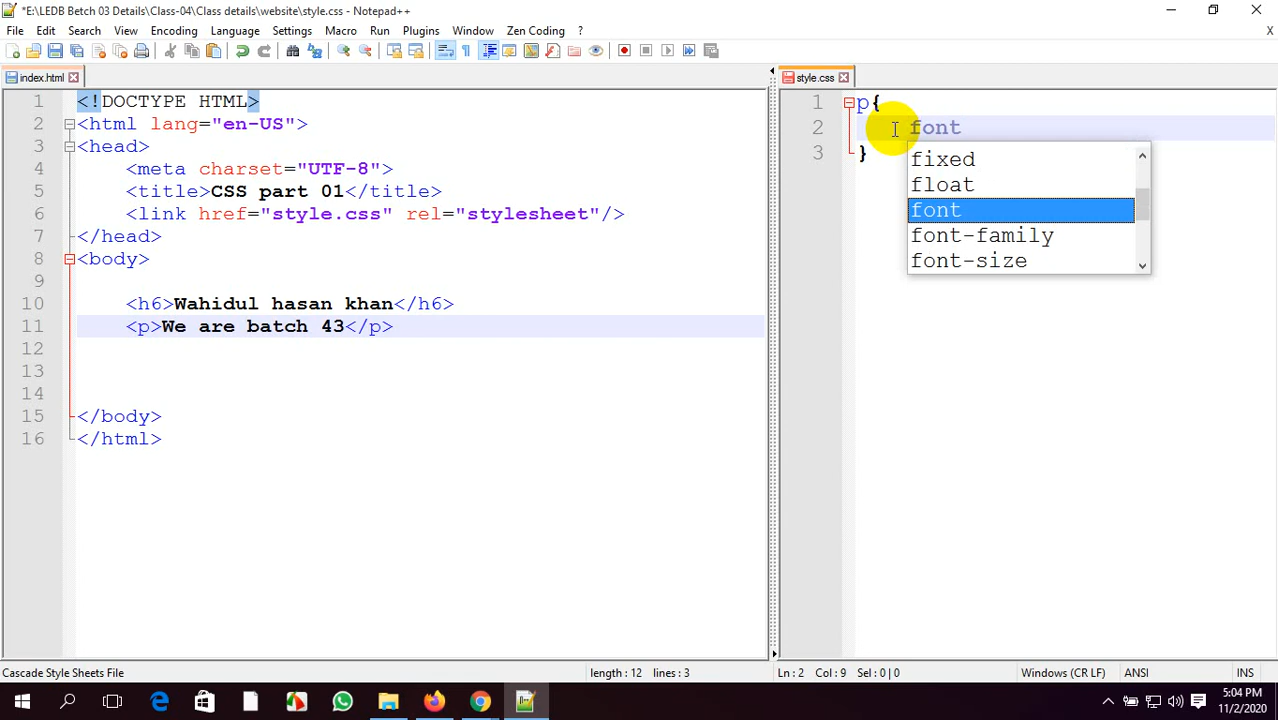 *E:\LEDB Batch 03 Details\Class-04\Class details\website\style.css - Notepad++
File Edit Search View Encoding Language Settings Macro Run Plugins Window Zen Coding ? X
index.html
1 <!DOCTYPE HTML>
2 <html lang="en-US">
3 <head>
4 <meta charset="UTF-8">
5 <title>CSS part 01</title>
6 <link href="style.css" rel="stylesheet"/>
7 </head>
8 <body>
9
10 <h6>Wahidul hasan khan</h6>
11 <p>We are batch 43</p>
12
13
14
15 </body>
16 </html>
style.css
1 p{
2 font
3 }
fixed
float
font
font-family
font-size
Cascade Style Sheets File length : 12 lines : 3 Ln : 2 Col : 9 Sel : 0 | 0 Windows (CR LF) ANSI INS
5:04 PM
11/2/2020